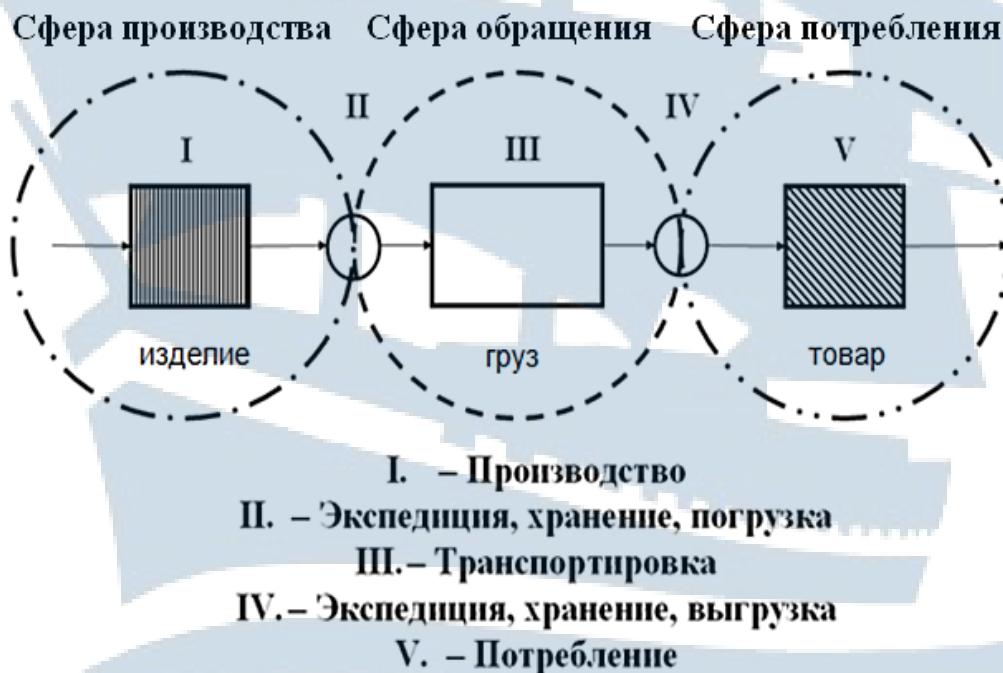 Сфера производства Сфера обращения Сфера потребления
II IV
I III V
изделие груз товар
I. – Производство
II. – Экспедиция, хранение, погрузка
III. – Транспортировка
IV. – Экспедиция, хранение, выгрузка
V. – Потребление